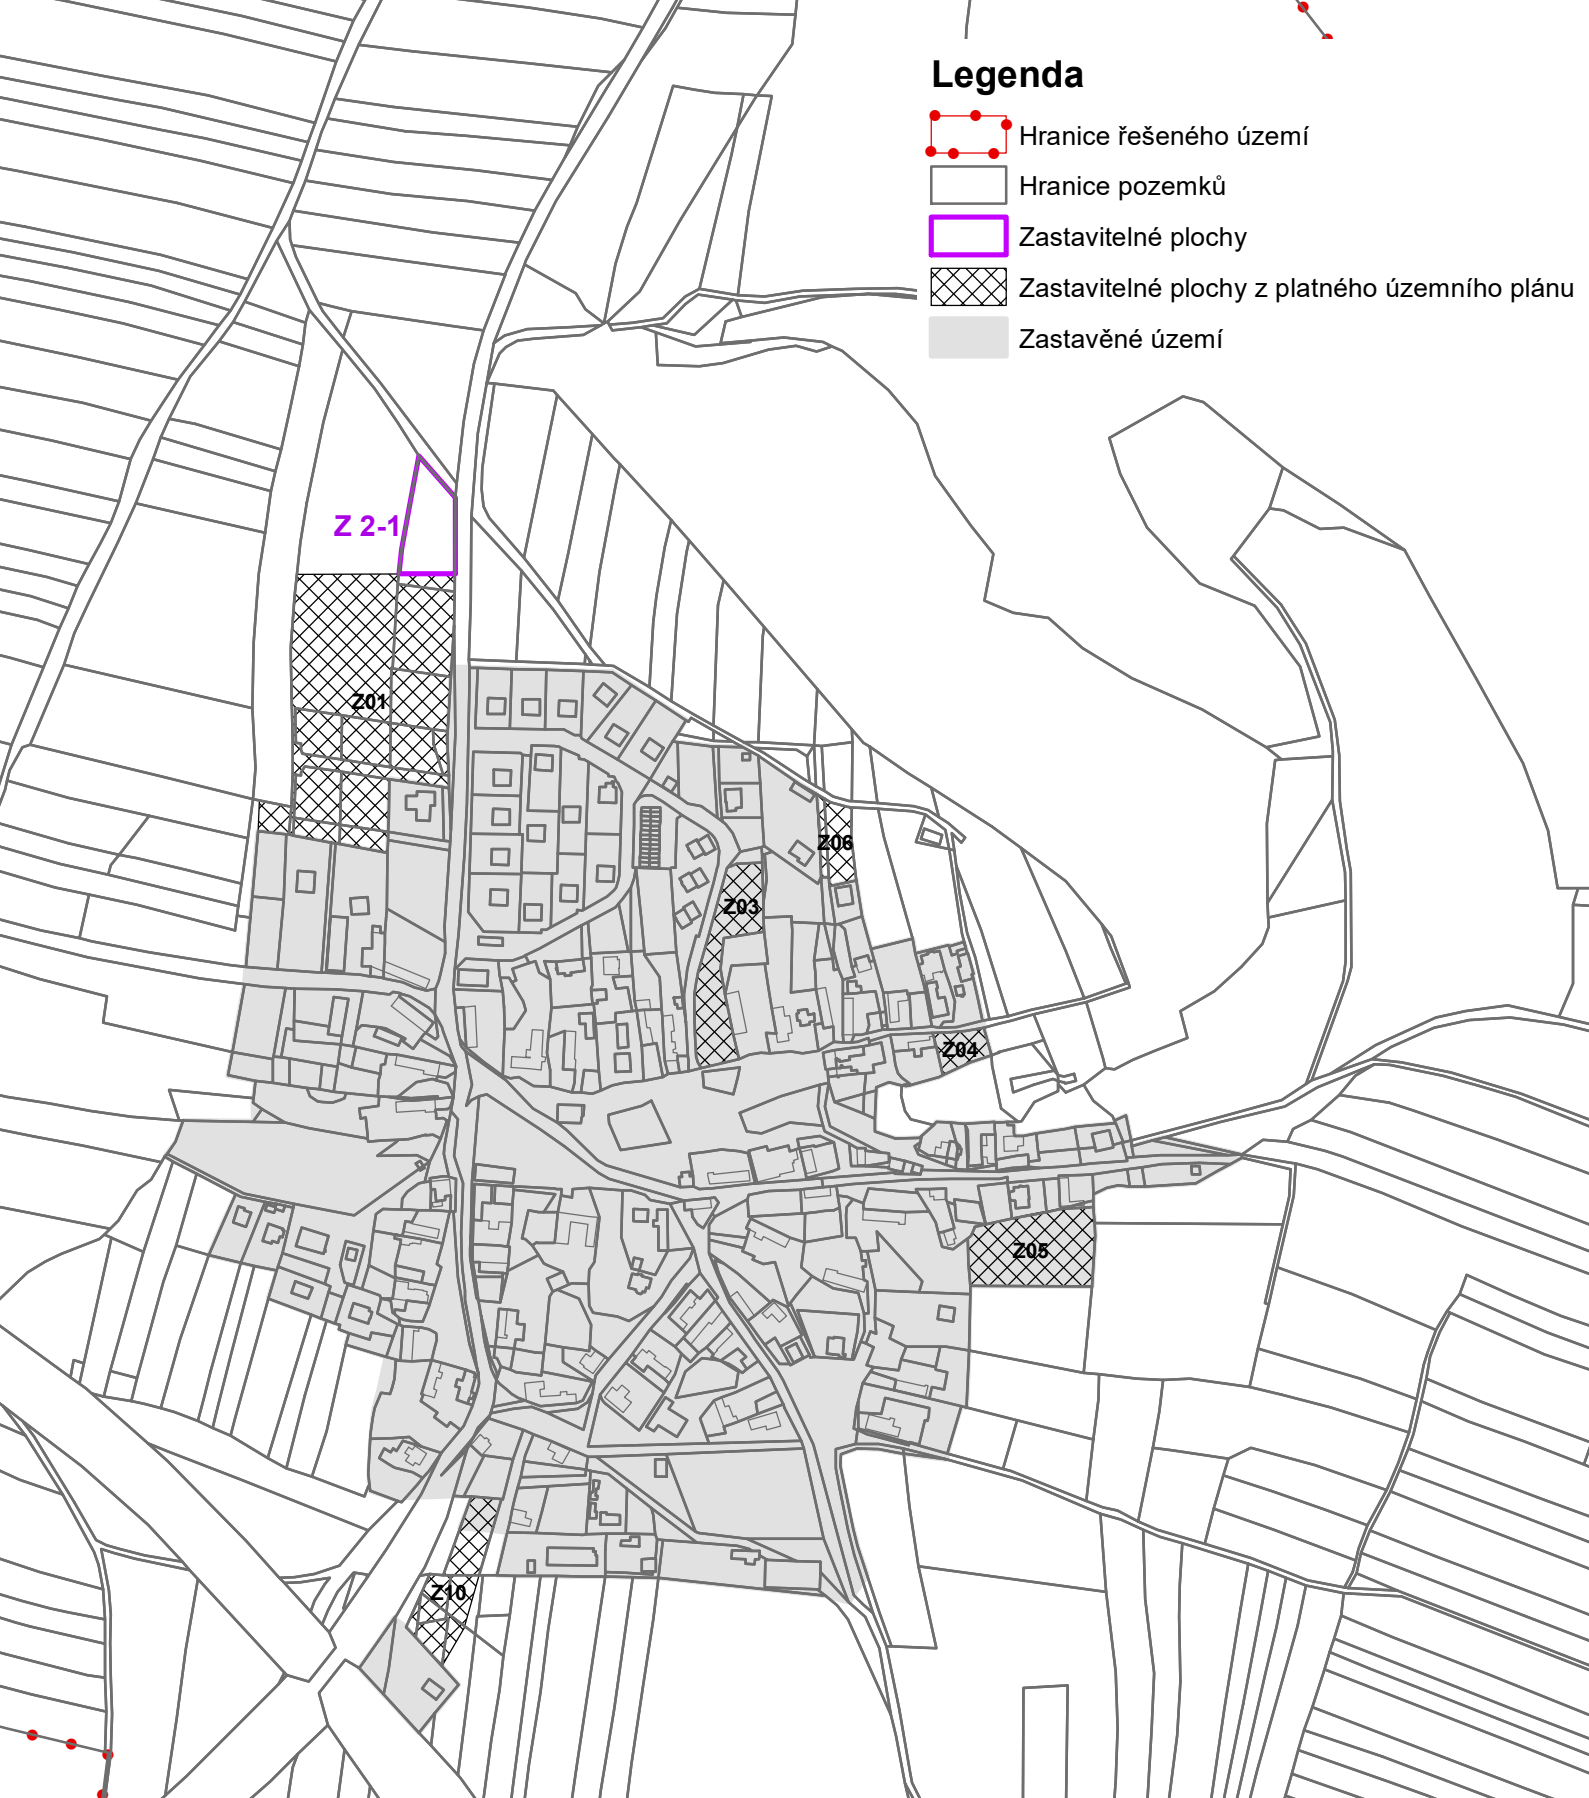 Legenda
Hranice řešeného území
Hranice pozemků
Zastavitelné plochy
Zastavitelné plochy z platného územního plánu
Zastavěné území
Z 2-1
Z01
Z06
Z03
Z04
Z05
Z10